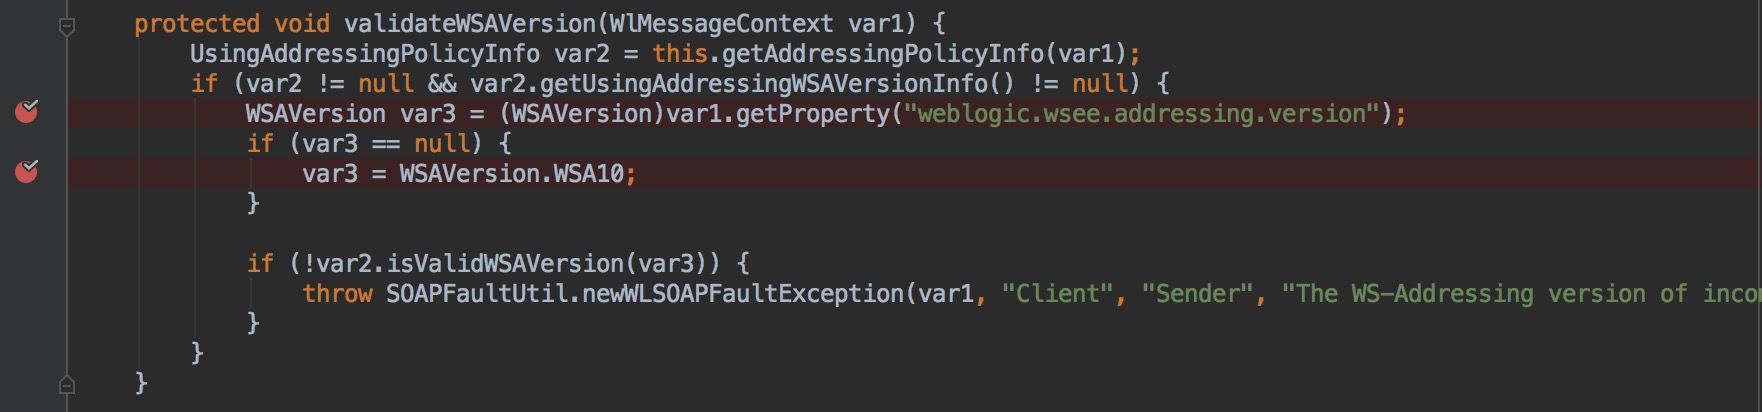 protected void validateWSAVersion(WlMessageContext var1) {
UsingAddressingPolicyInfo var2 = this.getAddressingPolicyInfo(var1);
if (var2 != null && var2.getUsingAddressingWSAVersionInfo() != null) {
WSAVersion var3 = (WSAVersion)var1.getProperty("weblogic.wsee.addressing.version");
if (var3 == null) {
var3 = WSAVersion.WSA10;
}
if (!var2.isValidWSAVersion(var3)) {
throw SOAPFaultUtil.newWLSOAPFaultException(var1, "Client", "Sender", "The WS-Addressing version of
}
}
}